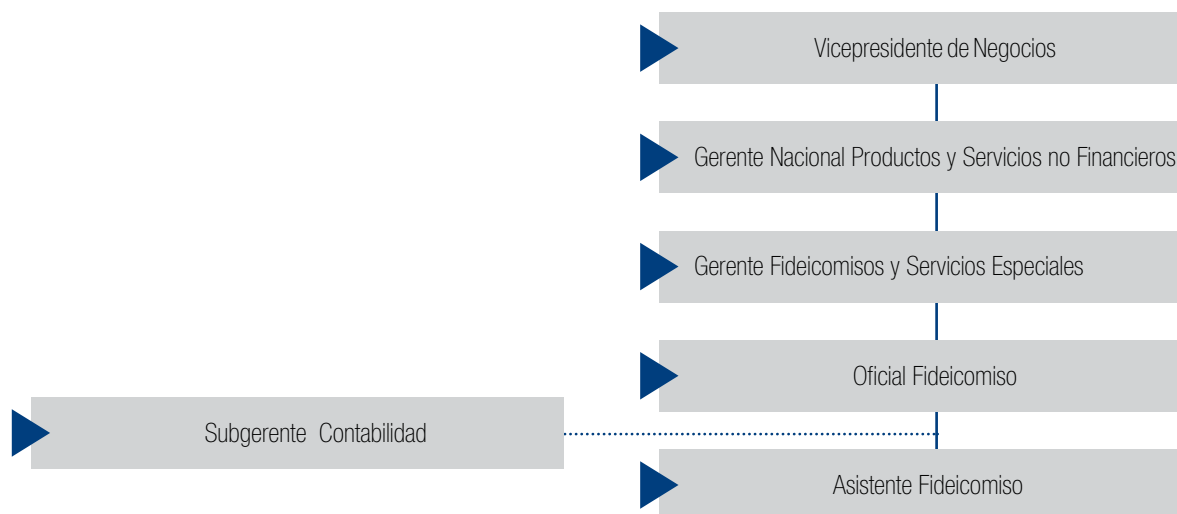 Vicepresidente de Negocios
Gerente Nacional Productos y Servicios no Financieros
Gerente Fideicomisos y Servicios Especiales
Oficial Fideicomiso
Subgerente Contabilidad
Asistente Fideicomiso